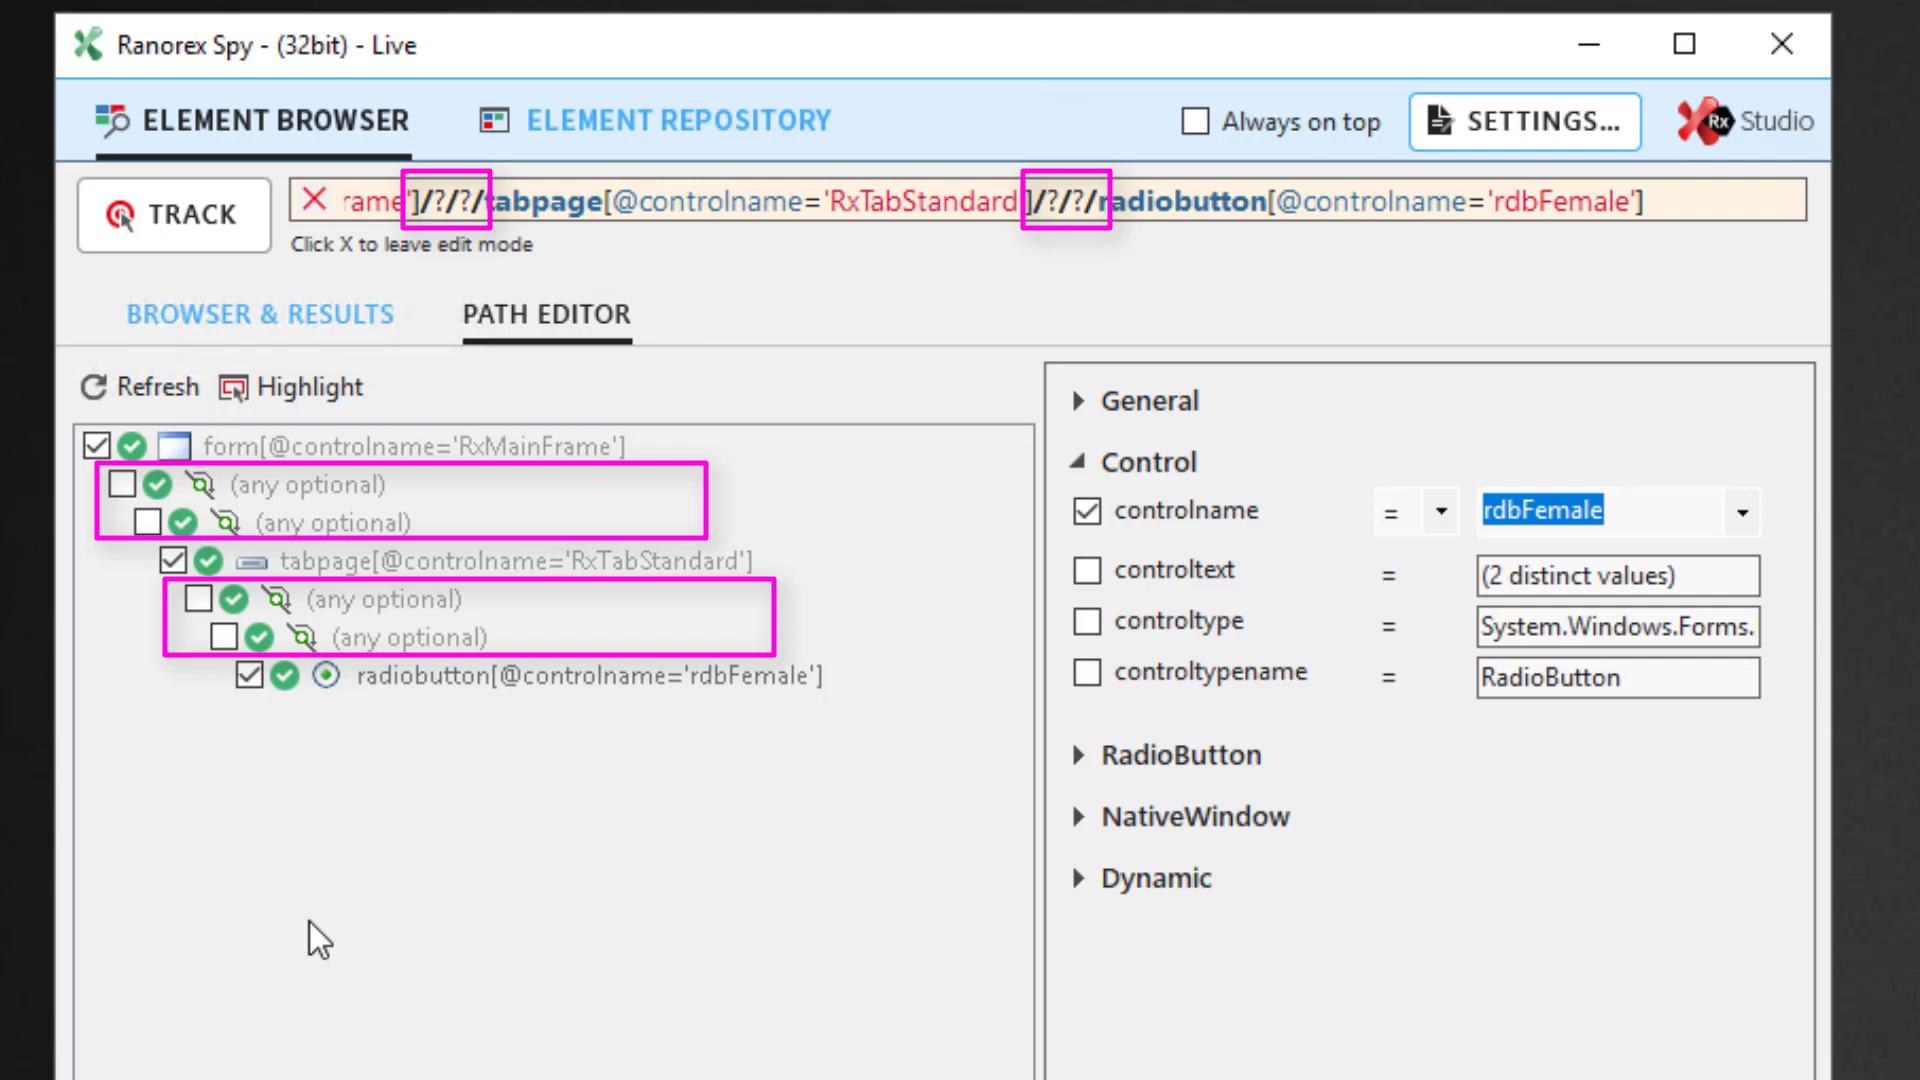 Ranorex Spy - (32bit) - Live
ELEMENT BROWSER
ELEMENT REPOSITORY
Always on top
SETTINGS...
Rx Studio
TRACK
rame']/?/?/tabpage[@controlname='RxTabStandard']/?/?/radiobutton[@controlname='rdbFemale']
Click X to leave edit mode
BROWSER & RESULTS
PATH EDITOR
Refresh
Highlight
form[@controlname='RxMainFrame']
(any optional)
(any optional)
tabpage[@controlname='RxTabStandard']
(any optional)
(any optional)
radiobutton[@controlname='rdbFemale']
General
Control
controlname = rdbFemale
controltext = (2 distinct values)
controltype = System.Windows.Forms.
controltypename = RadioButton
RadioButton
NativeWindow
Dynamic